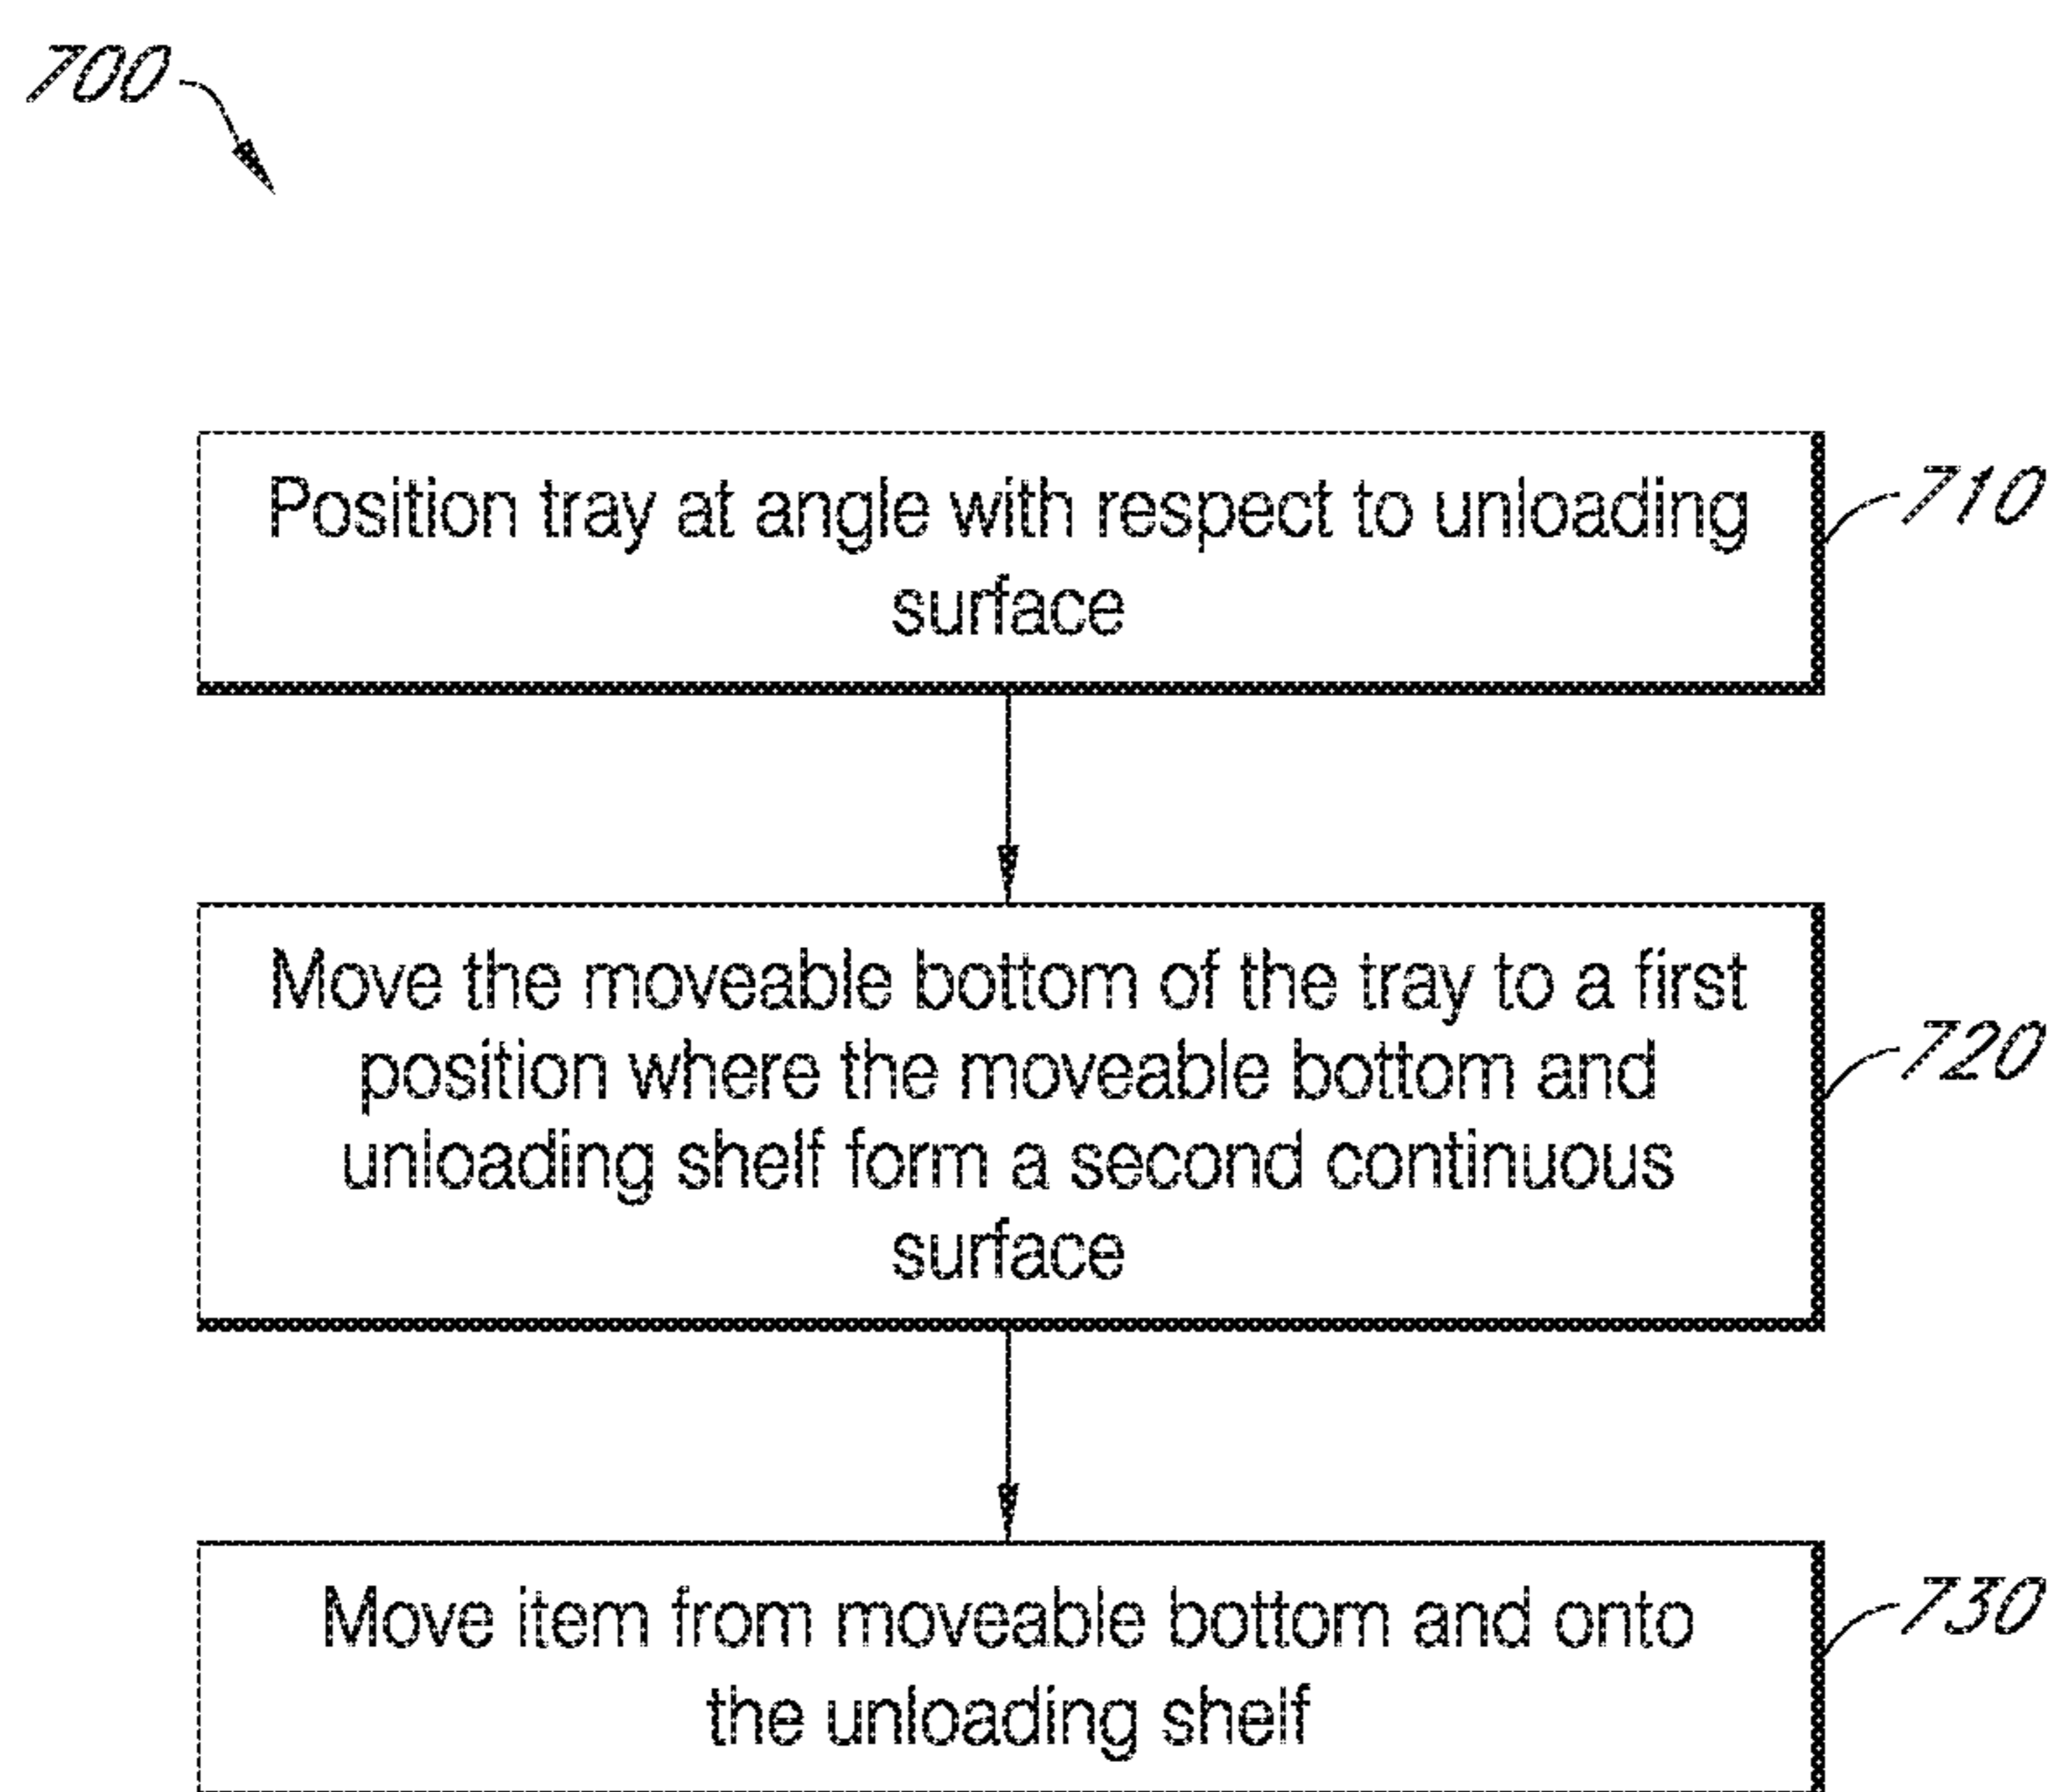 700
Position tray at angle with respect to unloading
surface
710
Move the moveable bottom of the tray to a first
position where the moveable bottom and
unloading shelf form a second continuous
surface
720
Move item from moveable bottom and onto
the unloading shelf
730